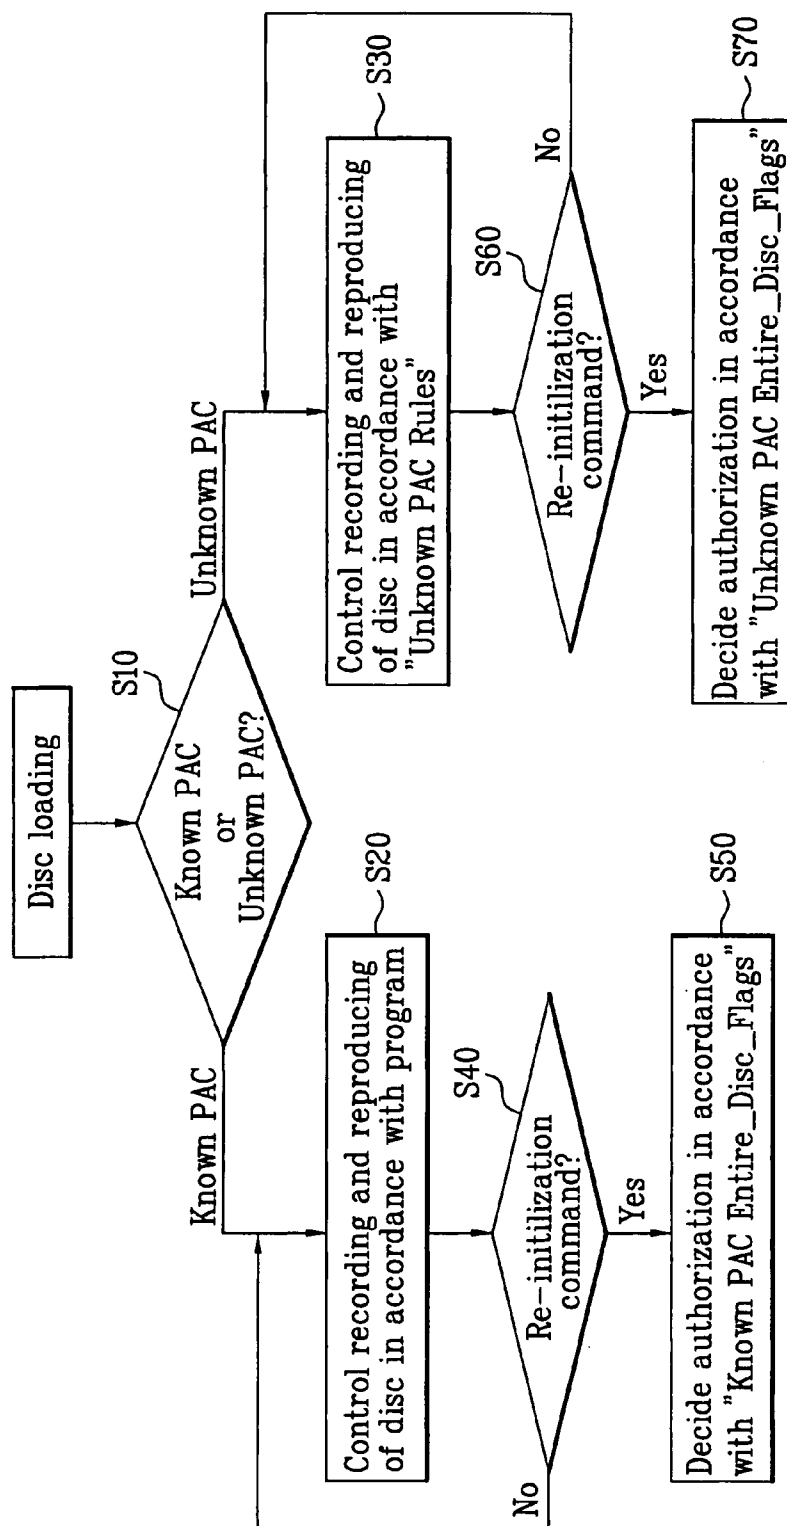 Disc loading
S10
Known PAC
or
Unknown PAC?
Known PAC
Unknown PAC
S20
Control recording and reproducing
of disc in accordance with program
S30
Control recording and reproducing
of disc in accordance with
"Unknown PAC Rules"
S40
Re-initilization
command?
No
Yes
S60
Re-initilization
command?
No
Yes
S50
Decide authorization in accordance
with "Known PAC Entire_Disc_Flags"
S70
Decide authorization in accordance
with "Unknown PAC Entire_Disc_Flags"